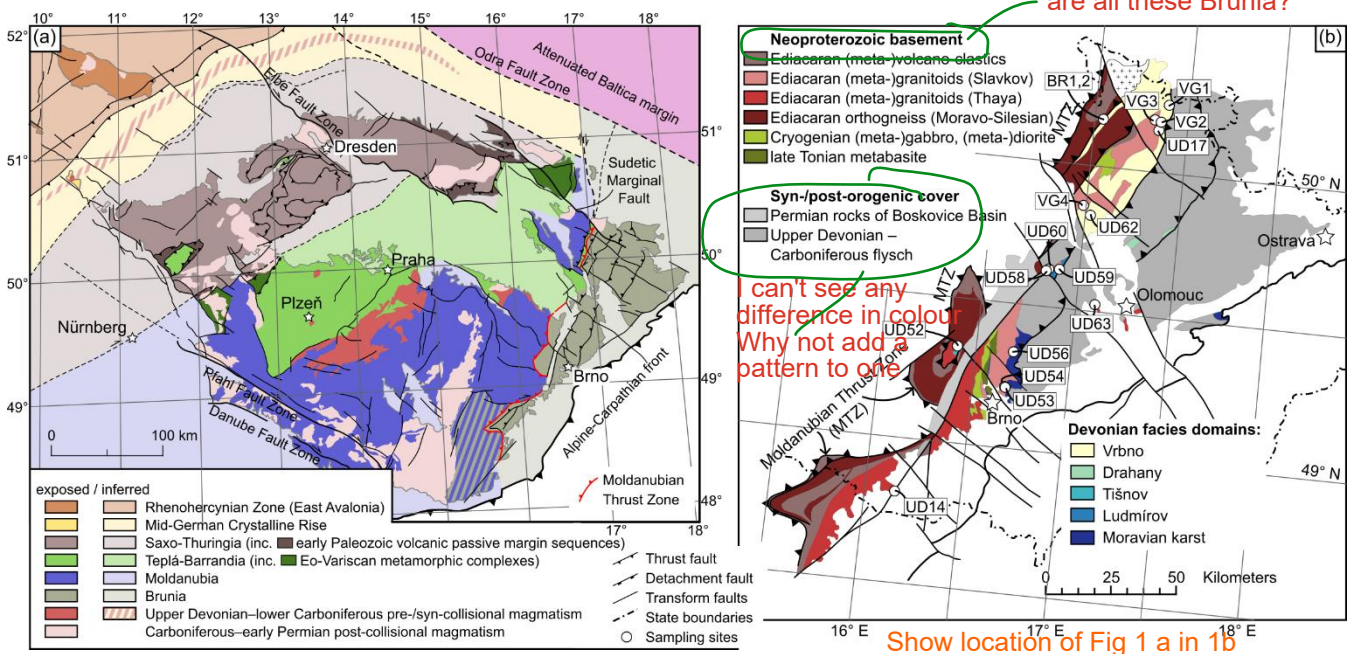 are all these Brunia?
10°
11°
12°
13°
14°
15°
16°
17°
18°
52°
(a)
Attenuated Baltica margin
Odra Fault Zone
Elbe Fault Zone
51°
51°
Dresden
Sudetic
Marginal
Fault
50°
50°
Praha
Plzeň
Nürnberg
49°
49°
Brno
Pfahl Fault Zone
Danube Fault Zone
Alpine-Carpathian front
0
100 km
48°
Moldanubian
Thrust Zone
17°
18°
exposed / inferred
Rhenohercynian Zone (East Avalonia)
Mid-German Crystalline Rise
Saxo-Thuringia (inc. early Paleozoic volcanic passive margin sequences)
Teplá-Barrandia (inc. Eo-Variscan metamorphic complexes)
Moldanubia
Brunia
Upper Devonian–lower Carboniferous pre-/syn-collisional magmatism
Carboniferous–early Permian post-collisional magmatism
Thrust fault
Detachment fault
Transform faults
State boundaries
Sampling sites
(b)
Neoproterozoic basement
Ediacaran (meta-)volcano clastics
Ediacaran (meta-)granitoids (Slavkov)
Ediacaran (meta-)granitoids (Thaya)
Ediacaran orthogneiss (Moravo-Silesian)
Cryogenian (meta-)gabbro, (meta-)diorite
late Tonian metabasite
Syn-/post-orogenic cover
Permian rocks of Boskovice Basin
Upper Devonian –
Carboniferous flysch
I can't see any
difference in colour
Why not add a
pattern to one
BR1,2
MTZ
VG3
VG1
VG2
UD17
50° N
VG4
UD62
UD60
Ostrava
UD58
UD59
Olomouc
MTZ
UD63
UD52
UD56
UD54
UD53
Brno
Moldanubian Thrust Zone
(MTZ)
UD14
49° N
Devonian facies domains:
Vrbno
Drahany
Tišnov
Ludmírov
Moravian karst
0
25
50
Kilometers
16° E
17° E
18° E
Show location of Fig 1 a in 1b